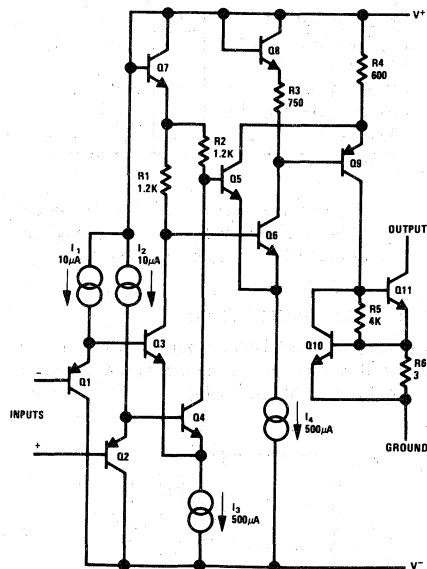 V+
Q7
Q8
R4
600
R3
750
R2
1.2K
R1
1.2K
Q5
Q9
Q6
I1
10μA
I2
10μA
OUTPUT
Q11
R5
4K
Q3
Q10
R6
3
−
Q1
Q4
INPUTS
+
Q2
I4
500μA
GROUND
I3
500μA
V−